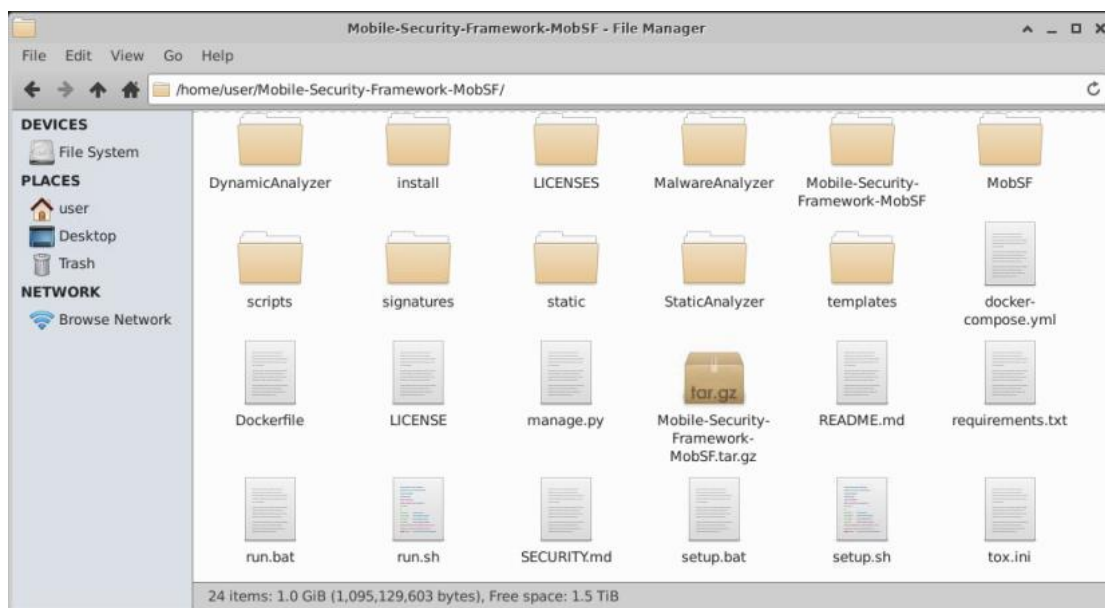 Mobile-Security-Framework-MobSF - File Manager
File Edit View Go Help
/home/user/Mobile-Security-Framework-MobSF/
DEVICES
File System
PLACES
user
Desktop
Trash
NETWORK
Browse Network
DynamicAnalyzer
install
LICENSES
MalwareAnalyzer
Mobile-Security-
Framework-MobSF
MobSF
scripts
signatures
static
StaticAnalyzer
templates
docker-
compose.yml
Dockerfile
LICENSE
manage.py
tar.gz
Mobile-Security-
Framework-
MobSF.tar.gz
README.md
requirements.txt
run.bat
run.sh
SECURITY.md
setup.bat
setup.sh
tox.ini
24 items: 1.0 GiB (1,095,129,603 bytes), Free space: 1.5 TiB